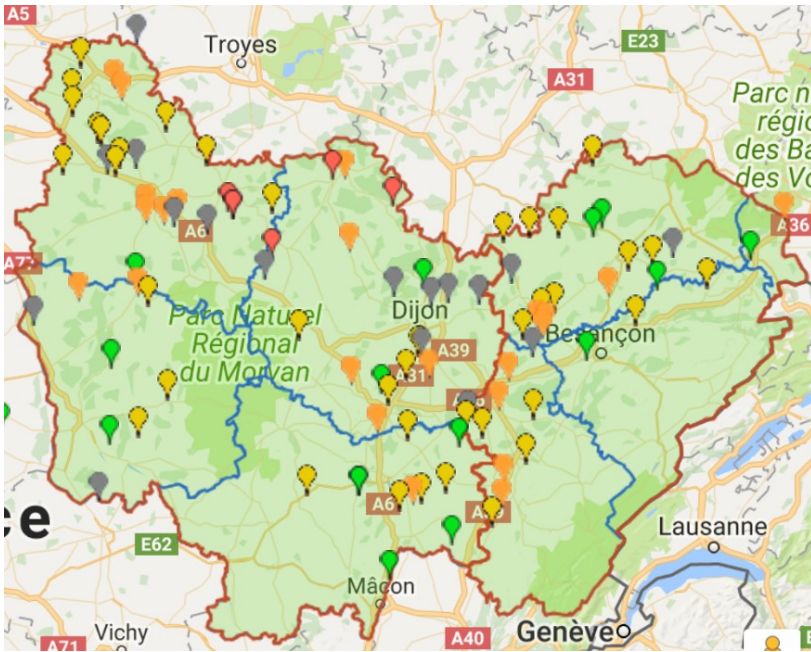 A5
Troyes
E23
A31
Parc n
régio
des Ba
des Vo
A36
A6
A77
Dijon
Parc Naturel
Régional
du Morvan
A39
Besançon
A31
A6
ce
E62
Lausanne
Mâcon
Vichy
A71
A40
Genève